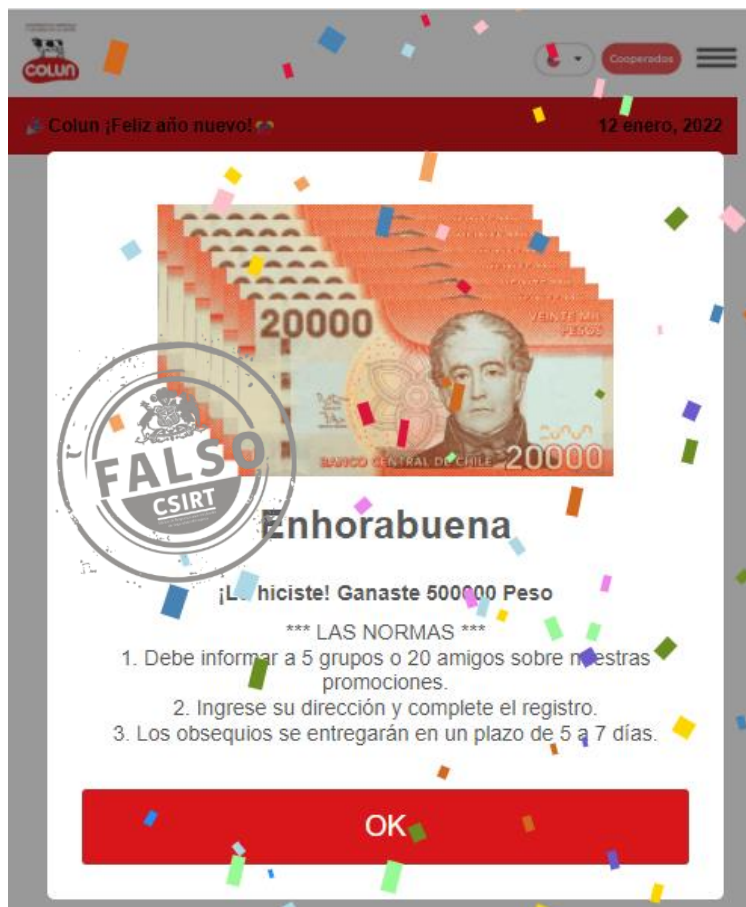 COLUN
Cooperados
Colun ¡Feliz año nuevo!
12 enero, 2022
20000
VEINTE MIL
PESOS
BANCO CENTRAL DE CHILE 20000
FALSO
CSIRT
Enhorabuena
¡Lo hiciste! Ganaste 500000 Peso
*** LAS NORMAS ***
1. Debe informar a 5 grupos o 20 amigos sobre nuestras
promociones.
2. Ingrese su dirección y complete el registro.
3. Los obsequios se entregarán en un plazo de 5 a 7 días.
OK